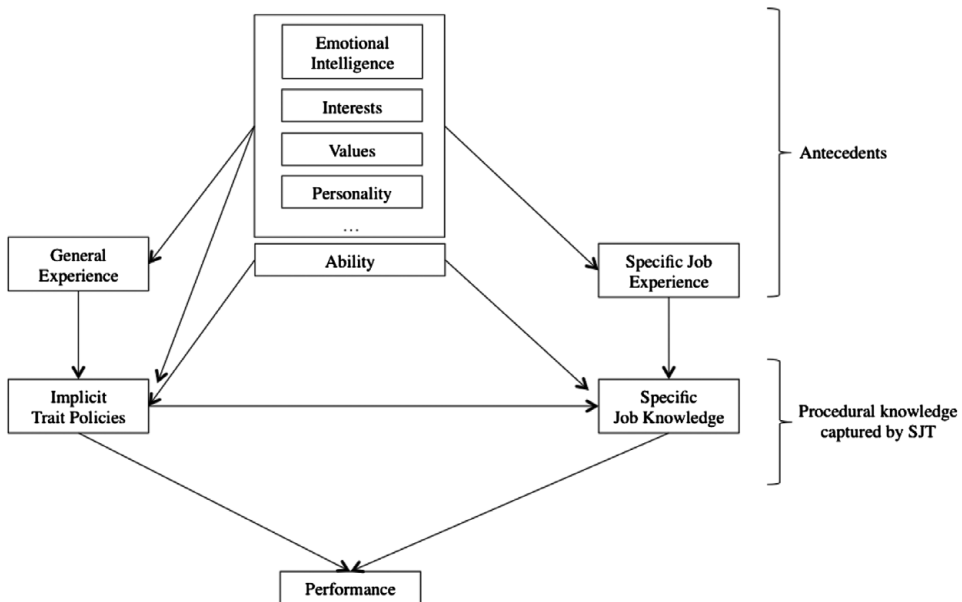 Emotional
Intelligence
Interests
Values
Personality
...
Ability
General
Experience
Specific Job
Experience
Antecedents
Implicit
Trait Policies
Specific
Job Knowledge
Procedural knowledge
captured by SJT
Performance